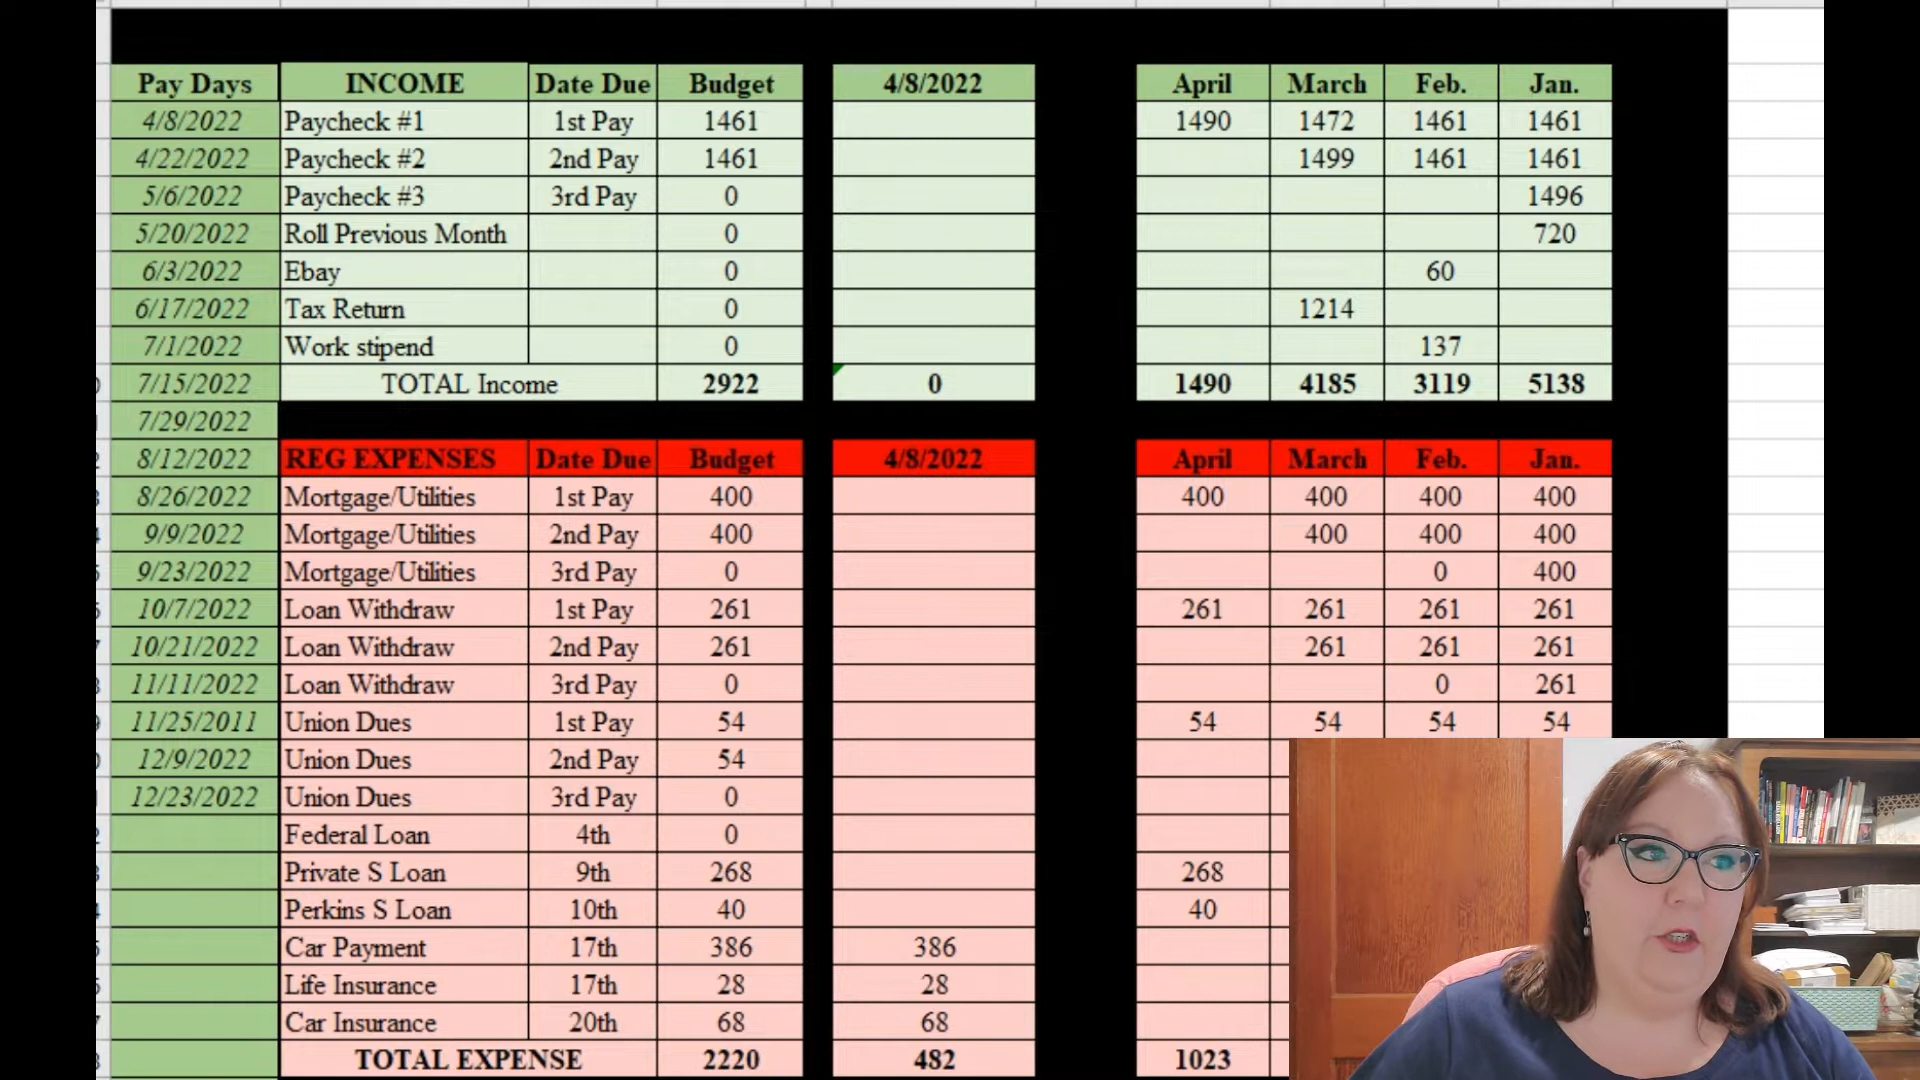 Pay Days INCOME Date Due Budget 4/8/2022 April March Feb. Jan.
4/8/2022 Paycheck #1 1st Pay 1461 1490 1472 1461 1461
4/22/2022 Paycheck #2 2nd Pay 1461 1499 1461 1461
5/6/2022 Paycheck #3 3rd Pay 0 1496
5/20/2022 Roll Previous Month 0 720
6/3/2022 Ebay 0 60
6/17/2022 Tax Return 0 1214
7/1/2022 Work stipend 0 137
7/15/2022 TOTAL Income 2922 0 1490 4185 3119 5138
7/29/2022
8/12/2022 REG EXPENSES Date Due Budget 4/8/2022 April March Feb. Jan.
8/26/2022 Mortgage/Utilities 1st Pay 400 400 400 400 400
9/9/2022 Mortgage/Utilities 2nd Pay 400 400 400 400
9/23/2022 Mortgage/Utilities 3rd Pay 0 0 400
10/7/2022 Loan Withdraw 1st Pay 261 261 261 261 261
10/21/2022 Loan Withdraw 2nd Pay 261 261 261 261
11/11/2022 Loan Withdraw 3rd Pay 0 0 261
11/25/2011 Union Dues 1st Pay 54 54 54 54 54
12/9/2022 Union Dues 2nd Pay 54
12/23/2022 Union Dues 3rd Pay 0
Federal Loan 4th 0
Private S Loan 9th 268 268
Perkins S Loan 10th 40 40
Car Payment 17th 386 386
Life Insurance 17th 28 28
Car Insurance 20th 68 68
TOTAL EXPENSE 2220 482 1023